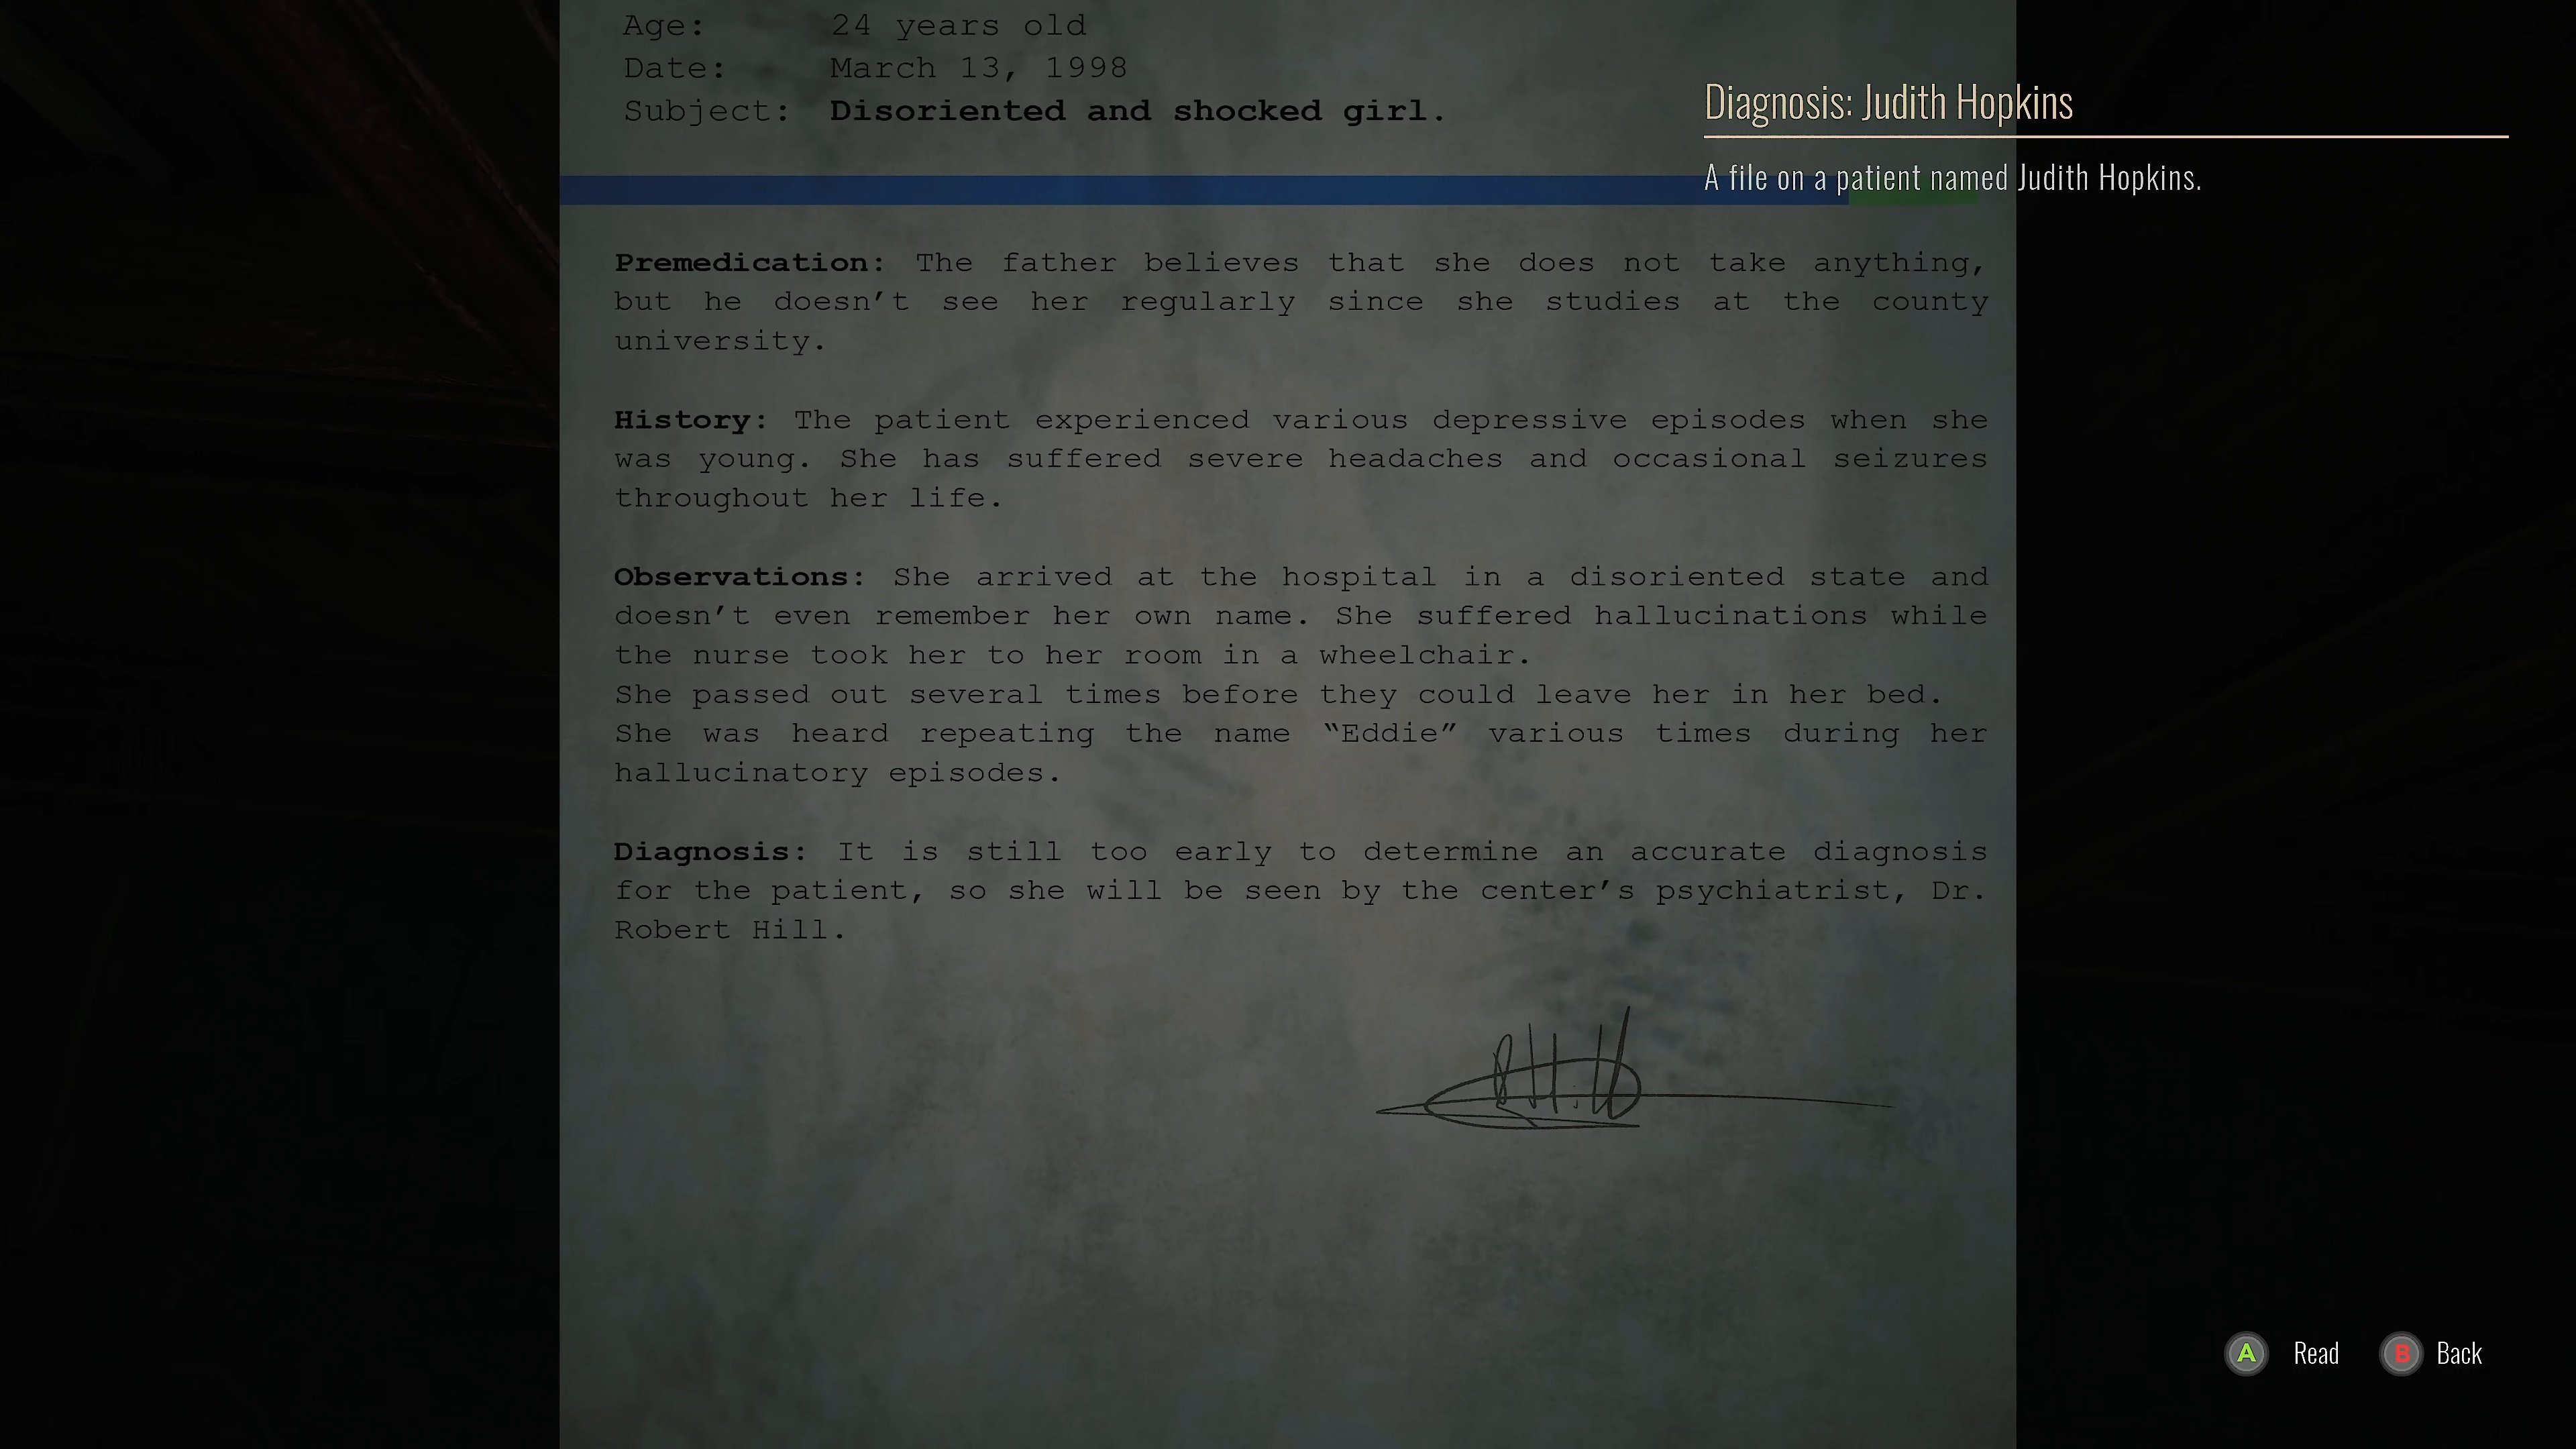 Age: 24 years old
Date: March 13, 1998
Subject: Disoriented and shocked girl.
Diagnosis: Judith Hopkins
A file on a patient named Judith Hopkins.
Premedication: The father believes that she does not take anything,
but he doesn’t see her regularly since she studies at the county
university.
History: The patient experienced various depressive episodes when she
was young. She has suffered severe headaches and occasional seizures
throughout her life.
Observations: She arrived at the hospital in a disoriented state and
doesn’t even remember her own name. She suffered hallucinations while
the nurse took her to her room in a wheelchair.
She passed out several times before they could leave her in her bed.
She was heard repeating the name “Eddie” various times during her
hallucinatory episodes.
Diagnosis: It is still too early to determine an accurate diagnosis
for the patient, so she will be seen by the center’s psychiatrist, Dr.
Robert Hill.
R Hill
A Read B Back